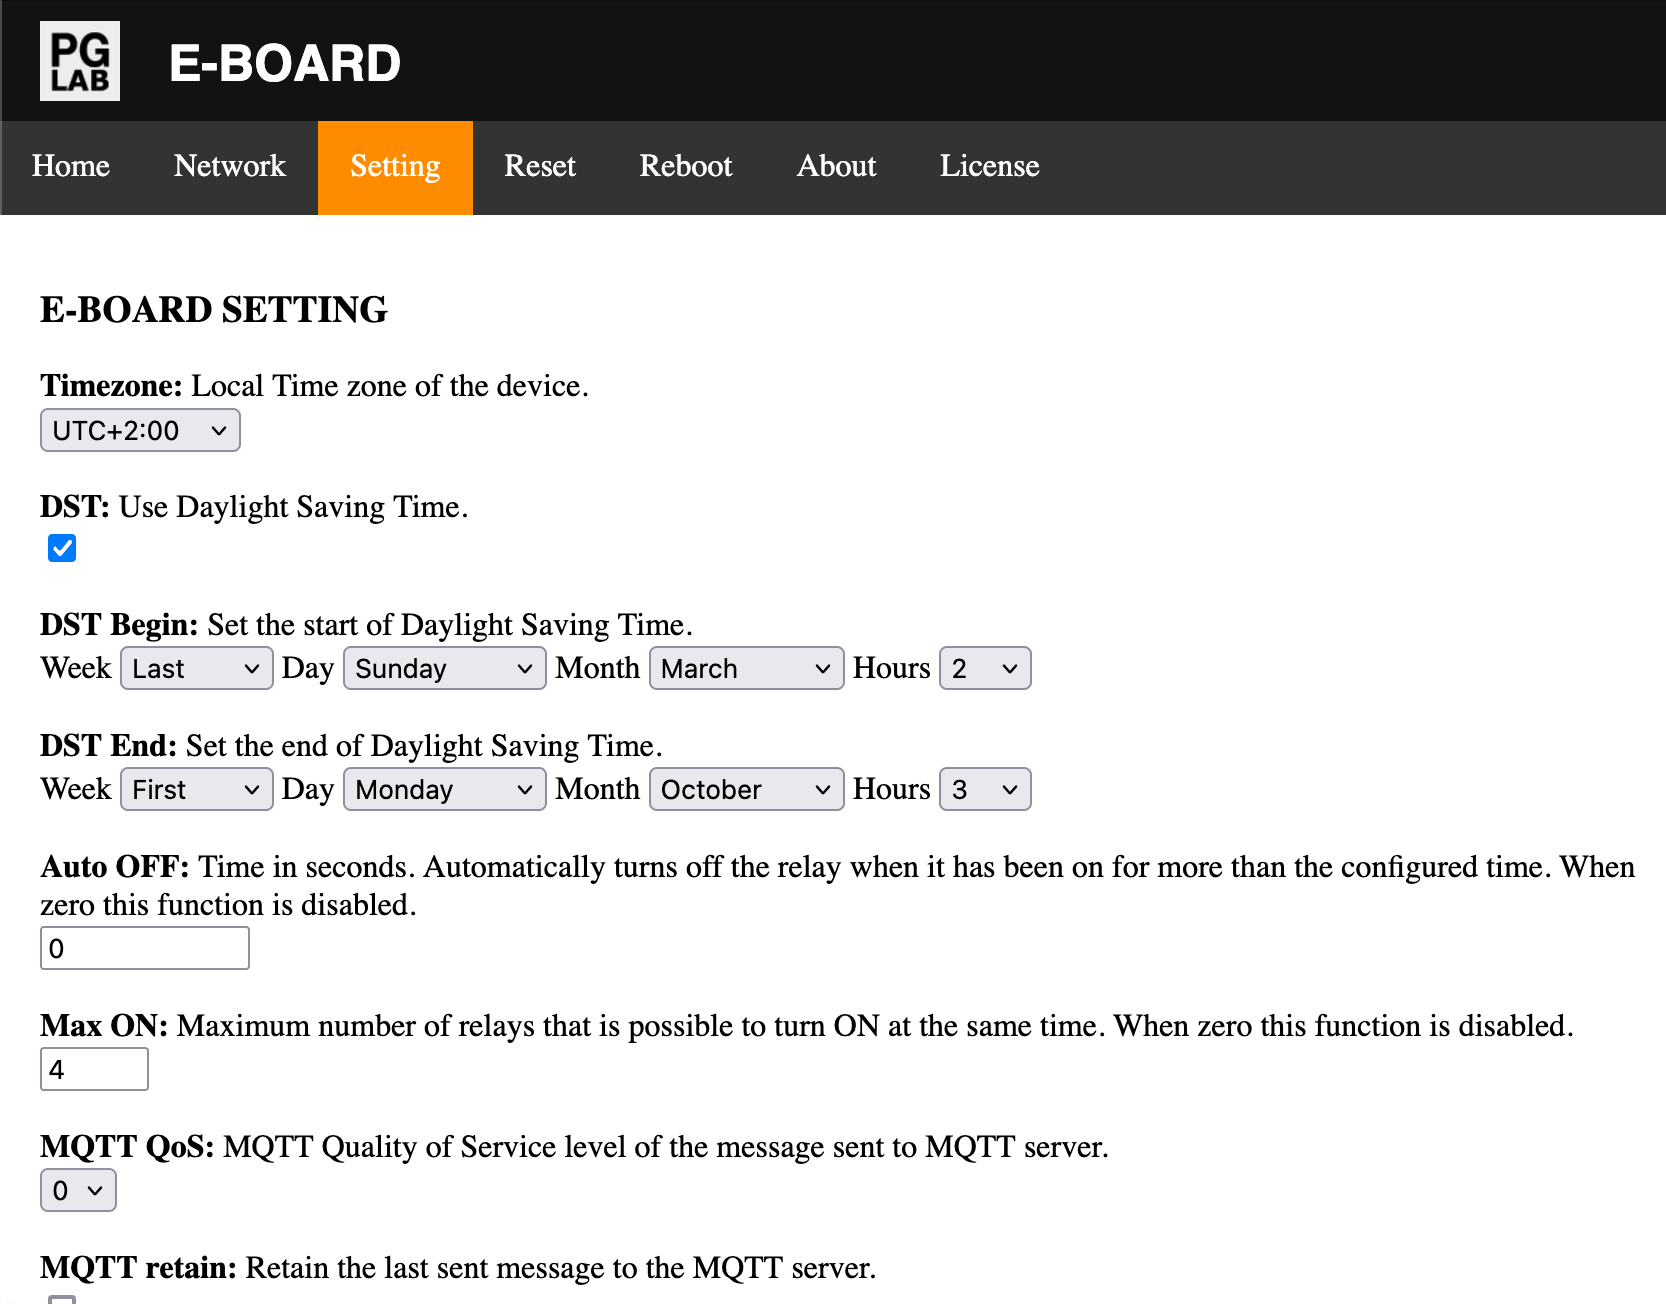 PG
LAB
E-BOARD
Home Network Setting Reset Reboot About License
E-BOARD SETTING
Timezone: Local Time zone of the device.
UTC+2:00
DST: Use Daylight Saving Time.
DST Begin: Set the start of Daylight Saving Time.
Week Last Day Sunday Month March Hours 2
DST End: Set the end of Daylight Saving Time.
Week First Day Monday Month October Hours 3
Auto OFF: Time in seconds. Automatically turns off the relay when it has been on for more than the configured time. When
zero this function is disabled.
0
Max ON: Maximum number of relays that is possible to turn ON at the same time. When zero this function is disabled.
4
MQTT QoS: MQTT Quality of Service level of the message sent to MQTT server.
0
MQTT retain: Retain the last sent message to the MQTT server.